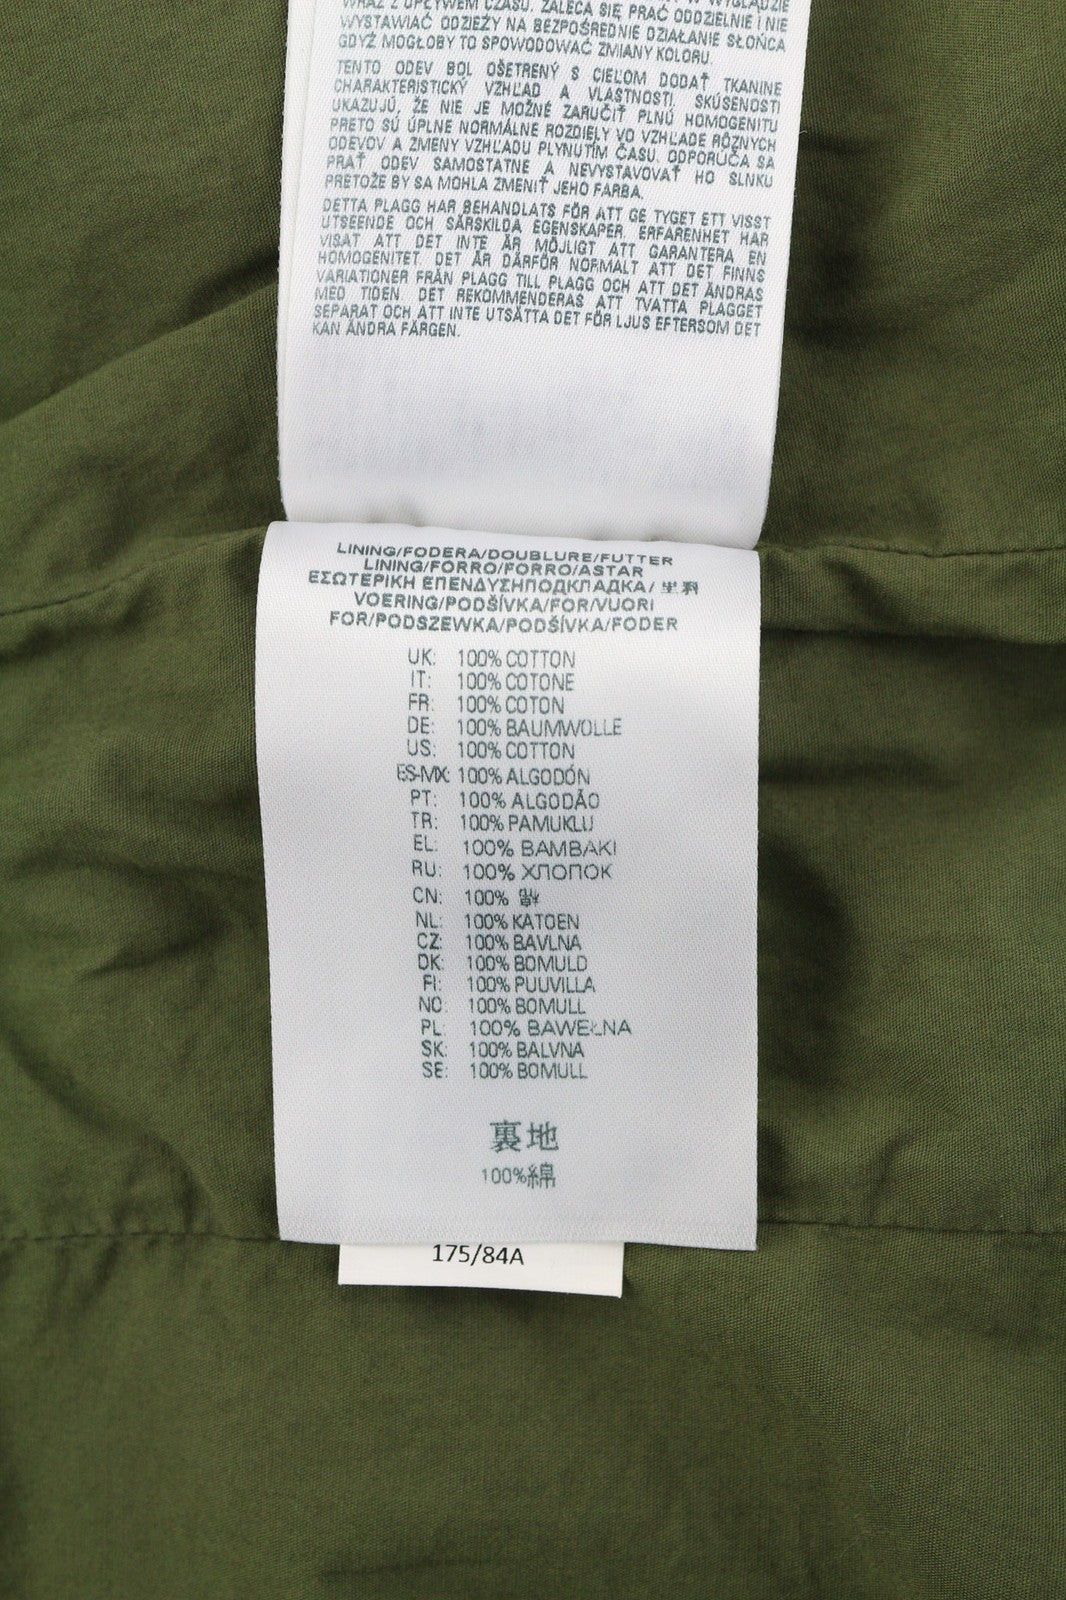 WRAZ Z UPŁYWEM CZASU. ZALECA SIĘ PRAĆ ODDZIELNIE I NIE
WYSTAWIAĆ ODZIEŻY NA BEZPOŚREDNIE DZIAŁANIE SŁOŃCA
GDYŻ MOGŁOBY TO SPOWODOWAĆ ZMIANY KOLORU.
TENTO ODEV BOL OŠETRENÝ S CIEĽOM DODAŤ TKANINE
CHARAKTERISTICKÝ VZHĽAD A VLASTNOSTI. SKÚSENOSTI
UKAZUJÚ, ŽE NIE JE MOŽNÉ ZARUČIŤ PLNÚ HOMOGENITU
PRETO SÚ ÚPLNE NORMÁLNE ROZDIELY VO VZHĽADE RÔZNYCH
ODEVOV A ZMENY VZHĽADU PLYNUTÍM ČASU. ODPORÚČA SA
PRAŤ ODEV SAMOSTATNE A NEVYSTAVOVAŤ HO SLNKU
PRETOŽE BY SA MOHLA ZMENIŤ JEHO FARBA.
DETTA PLAGG HAR BEHANDLATS FÖR ATT GE TYGET ETT VISST
UTSEENDE OCH SÄRSKILDA EGENSKAPER. ERFARENHET HAR
VISAT ATT DET INTE ÄR MÖJLIGT ATT GARANTERA EN
HOMOGENITET. DET ÄR DÄRFÖR NORMALT ATT DET FINNS
VARIATIONER FRÅN PLAGG TILL PLAGG OCH ATT DET ÄNDRAS
MED TIDEN. DET REKOMMENDERAS ATT TVÄTTA PLAGGET
SEPARAT OCH ATT INTE UTSÄTTA DET FÖR LJUS EFTERSOM DET
KAN ÄNDRA FÄRGEN.
LINING/FODERA/DOUBLURE/FUTTER
LINING/FORRO/FORRO/ASTAR
ΕΣΩΤΕΡΙΚΗ ΕΠΕΝΔΥΣΗПОДКЛАДКА/
VOERING/PODŠÍVKA/FOR/VUORI
FOR/PODSZEWKA/PODŠÍVKA/FODER
UK: 100% COTTON
IT: 100% COTONE
FR: 100% COTON
DE: 100% BAUMWOLLE
US: 100% COTTON
ES-MX: 100% ALGODÓN
PT: 100% ALGODÃO
TR: 100% PAMUKLU
EL: 100% BAMBAKI
RU: 100% ХЛОПОК
CN: 100%
NL: 100% KATOEN
CZ: 100% BAVLNA
DK: 100% BOMULD
FI: 100% PUUVILLA
NO: 100% BOMULL
PL: 100% BAWEŁNA
SK: 100% BALVNA
SE: 100% BOMULL
裏地
100%綿
175/84A